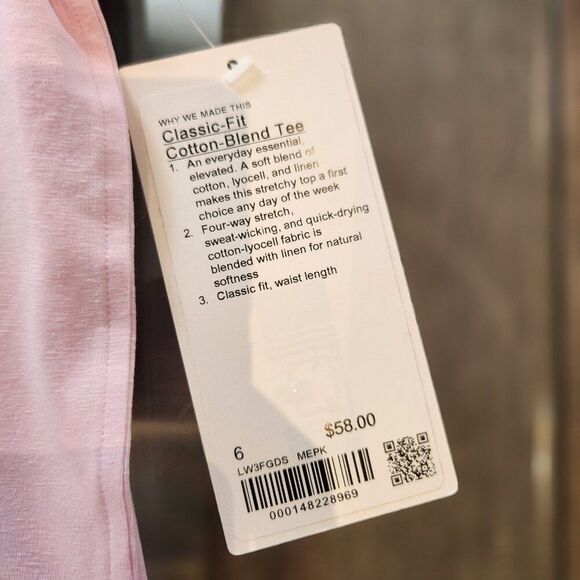 WHY WE MADE THIS
Classic-Fit
Cotton-Blend Tee
1. An everyday essential,
elevated. A soft blend of
cotton, lyocell, and linen
makes this stretchy top a first
choice any day of the week
2. Four-way stretch,
sweat-wicking, and quick-drying
cotton-lyocell fabric is
blended with linen for natural
softness
3. Classic fit, waist length
6 $58.00
LW3FGDS MEPK
000148228969